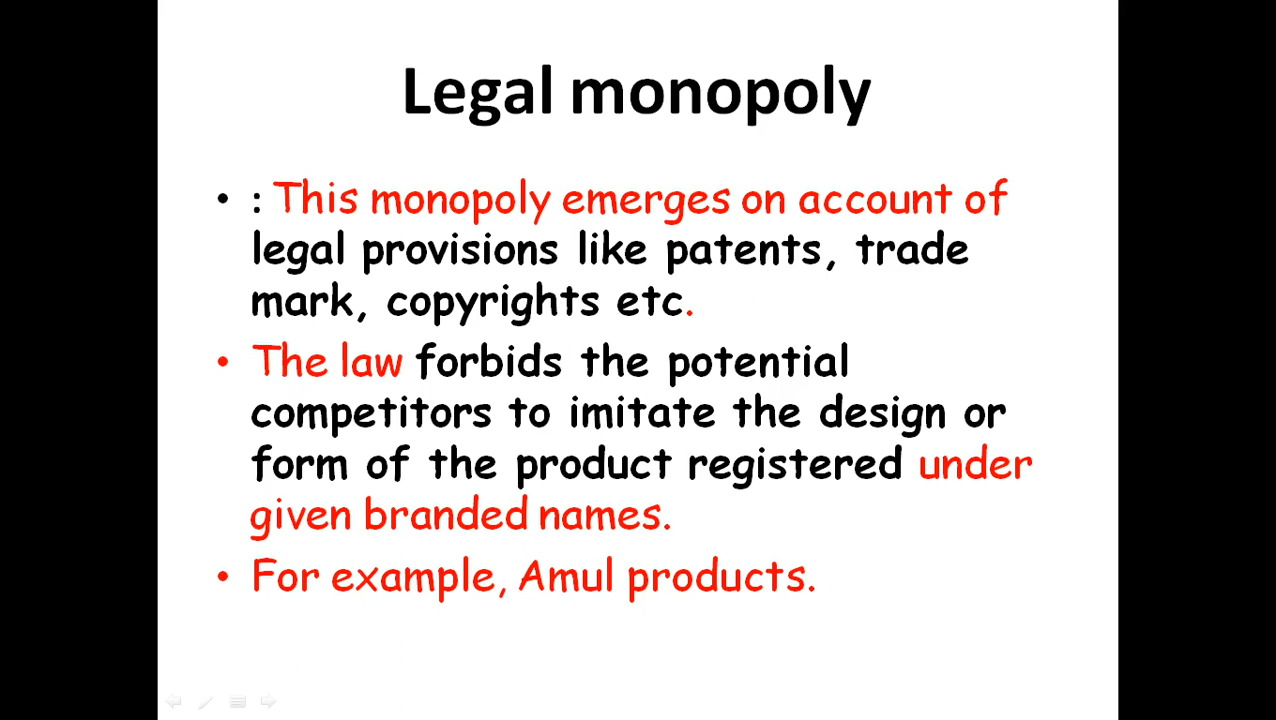 Legal monopoly
• : This monopoly emerges on account of
legal provisions like patents, trade
mark, copyrights etc.
• The law forbids the potential
competitors to imitate the design or
form of the product registered under
given branded names.
• For example, Amul products.